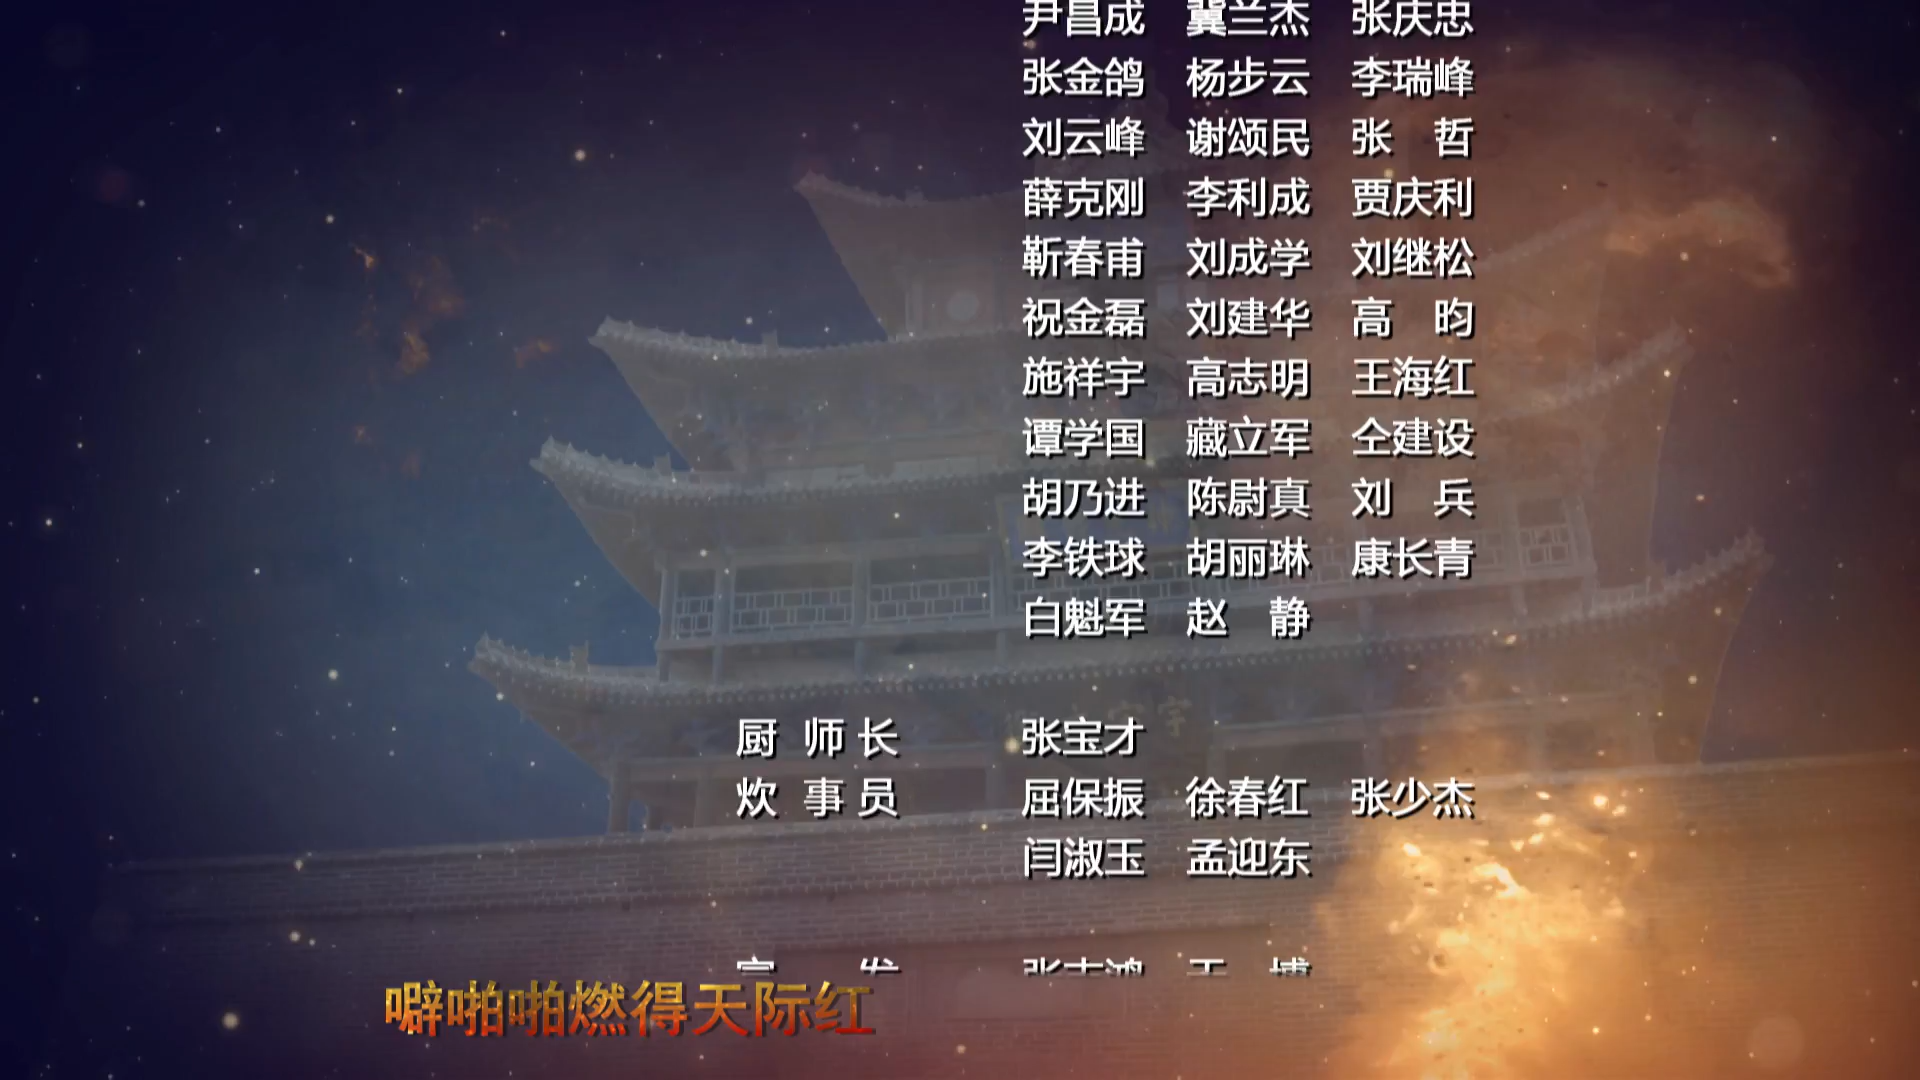 尹昌成 冀兰杰 张庆忠
张金鸽 杨步云 李瑞峰
刘云峰 谢颂民 张 哲
薛克刚 李利成 贾庆利
靳春甫 刘成学 刘继松
祝金磊 刘建华 高 昀
施祥宇 高志明 王海红
谭学国 藏立军 仝建设
胡乃进 陈尉真 刘 兵
李铁球 胡丽琳 康长青
白魁军 赵 静
厨 师 长 张宝才
炊 事 员 屈保振 徐春红 张少杰
闫淑玉 孟迎东
噼啪啪燃得天际红